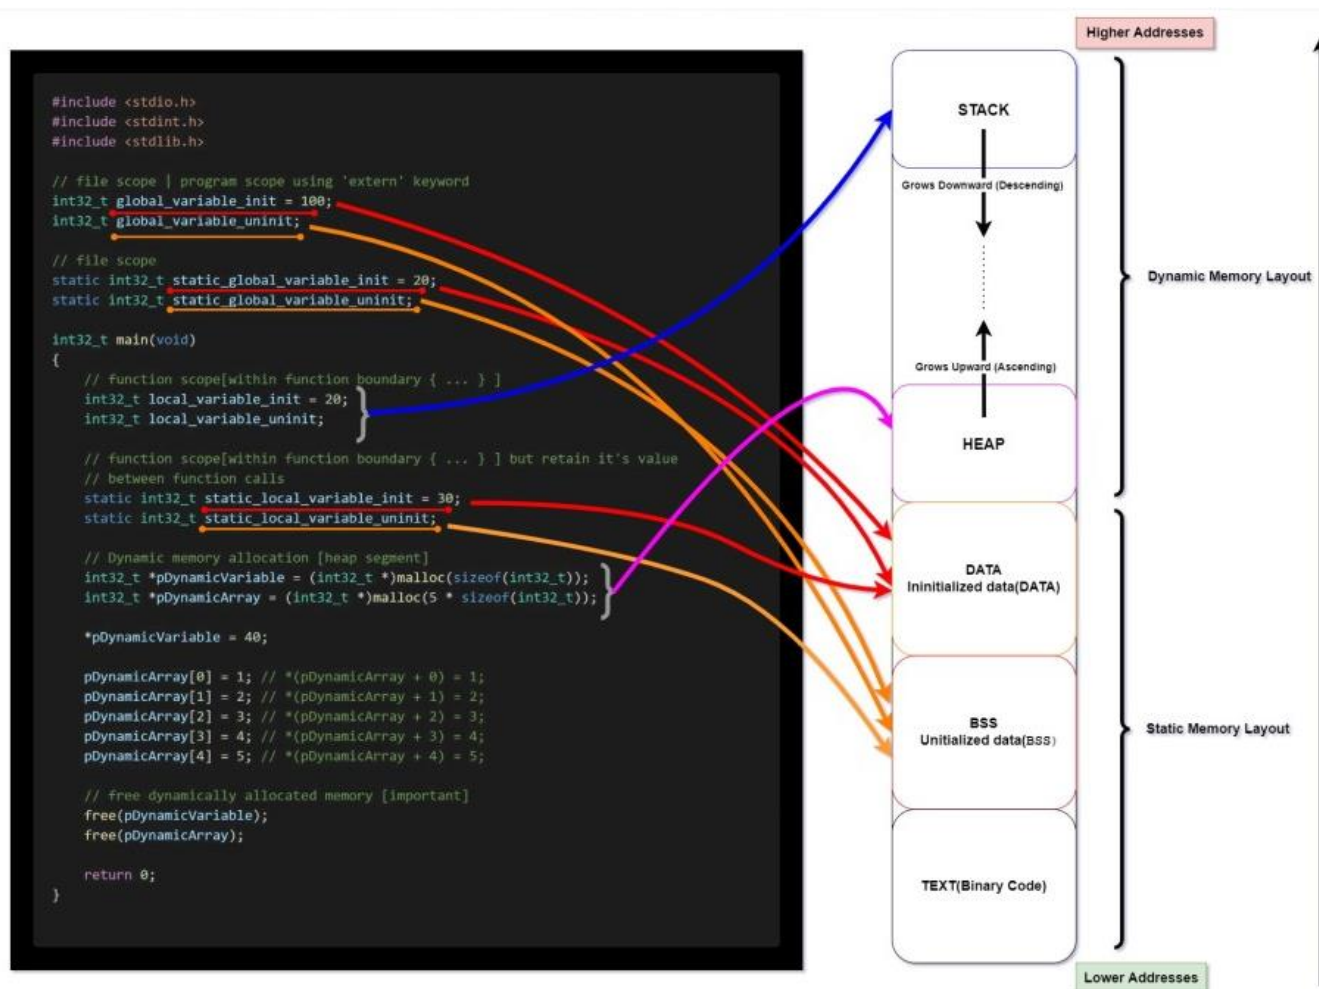 #include <stdio.h>
#include <stdint.h>
#include <stdlib.h>
// file scope | program scope using 'extern' keyword
int32_t global_variable_init = 100;
int32_t global_variable_uninit;
// file scope
static int32_t static_global_variable_init = 20;
static int32_t static_global_variable_uninit;
int32_t main(void)
{
// function scope[within function boundary { ... } ]
int32_t local_variable_init = 20;
int32_t local_variable_uninit;
// function scope[within function boundary { ... } ] but retain it's value
// between function calls
static int32_t static_local_variable_init = 30;
static int32_t static_local_variable_uninit;
// Dynamic memory allocation [heap segment]
int32_t *pDynamicVariable = (int32_t *)malloc(sizeof(int32_t));
int32_t *pDynamicArray = (int32_t *)malloc(5 * sizeof(int32_t));
*pDynamicVariable = 40;
pDynamicArray[0] = 1; // *(pDynamicArray + 0) = 1;
pDynamicArray[1] = 2; // *(pDynamicArray + 1) = 2;
pDynamicArray[2] = 3; // *(pDynamicArray + 2) = 3;
pDynamicArray[3] = 4; // *(pDynamicArray + 3) = 4;
pDynamicArray[4] = 5; // *(pDynamicArray + 4) = 5;
// free dynamically allocated memory [important]
free(pDynamicVariable);
free(pDynamicArray);
return 0;
}
Higher Addresses
STACK
Grows Downward (Descending)
Dynamic Memory Layout
Grows Upward (Ascending)
HEAP
DATA
Ininitialized data(DATA)
BSS
Unitialized data(BSS)
Static Memory Layout
TEXT(Binary Code)
Lower Addresses